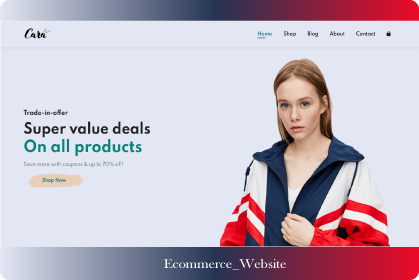 Cara
Home Shop Blog About Contact
Trade-in-offer
Super value deals
On all products
Save more with coupons & up to 70% off!
Shop Now
Ecommerce_Website